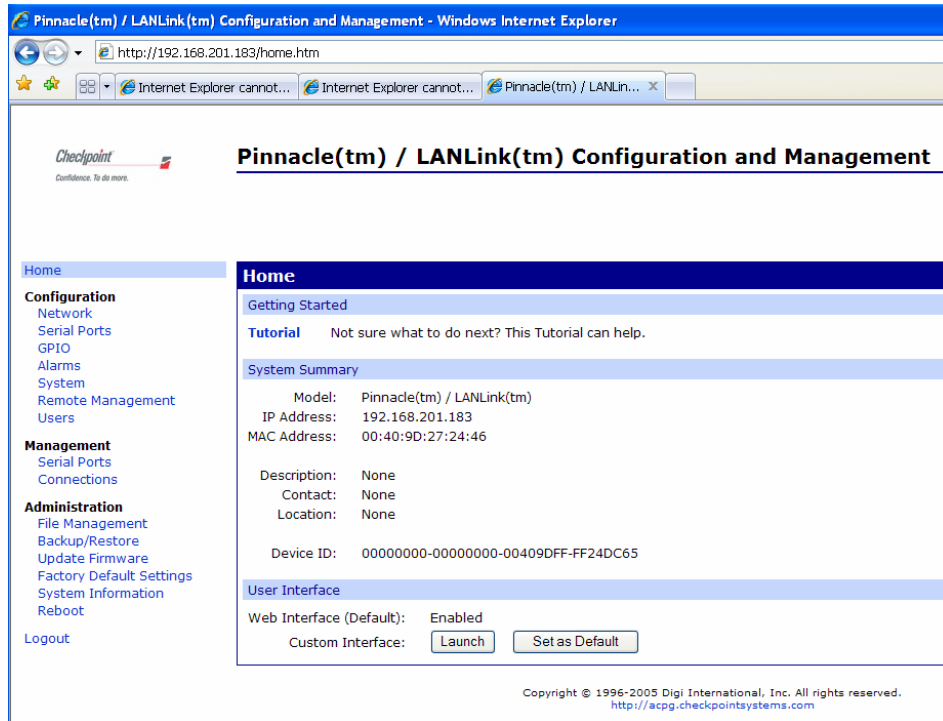 Pinnacle(tm) / LANLink(tm) Configuration and Management - Windows Internet Explorer
http://192.168.201.183/home.htm
Internet Explorer cannot...
Internet Explorer cannot...
Pinnacle(tm) / LANLin...
Checkpoint
Confidence. To do more.
Pinnacle(tm) / LANLink(tm) Configuration and Management
Home
Configuration
Network
Serial Ports
GPIO
Alarms
System
Remote Management
Users
Management
Serial Ports
Connections
Administration
File Management
Backup/Restore
Update Firmware
Factory Default Settings
System Information
Reboot
Logout
Home
Getting Started
Tutorial Not sure what to do next? This Tutorial can help.
System Summary
Model: Pinnacle(tm) / LANLink(tm)
IP Address: 192.168.201.183
MAC Address: 00:40:9D:27:24:46
Description: None
Contact: None
Location: None
Device ID: 00000000-00000000-00409DFF-FF24DC65
User Interface
Web Interface (Default): Enabled
Custom Interface: Launch Set as Default
Copyright © 1996-2005 Digi International, Inc. All rights reserved.
http://acpg.checkpointsystems.com